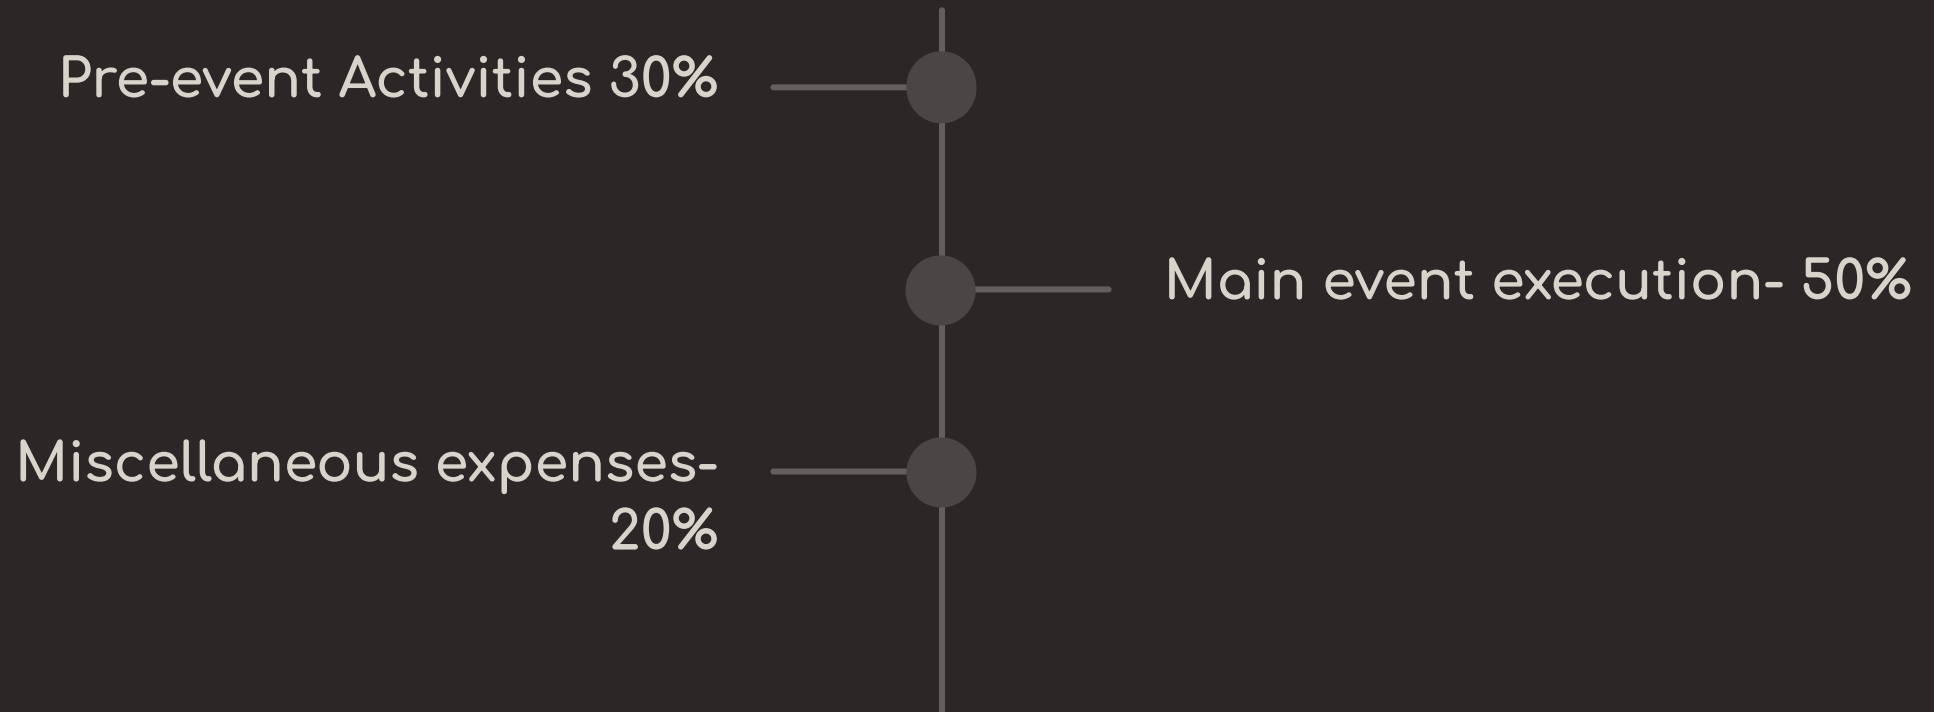 Pre-event Activities 30%
Main event execution- 50%
Miscellaneous expenses-
20%